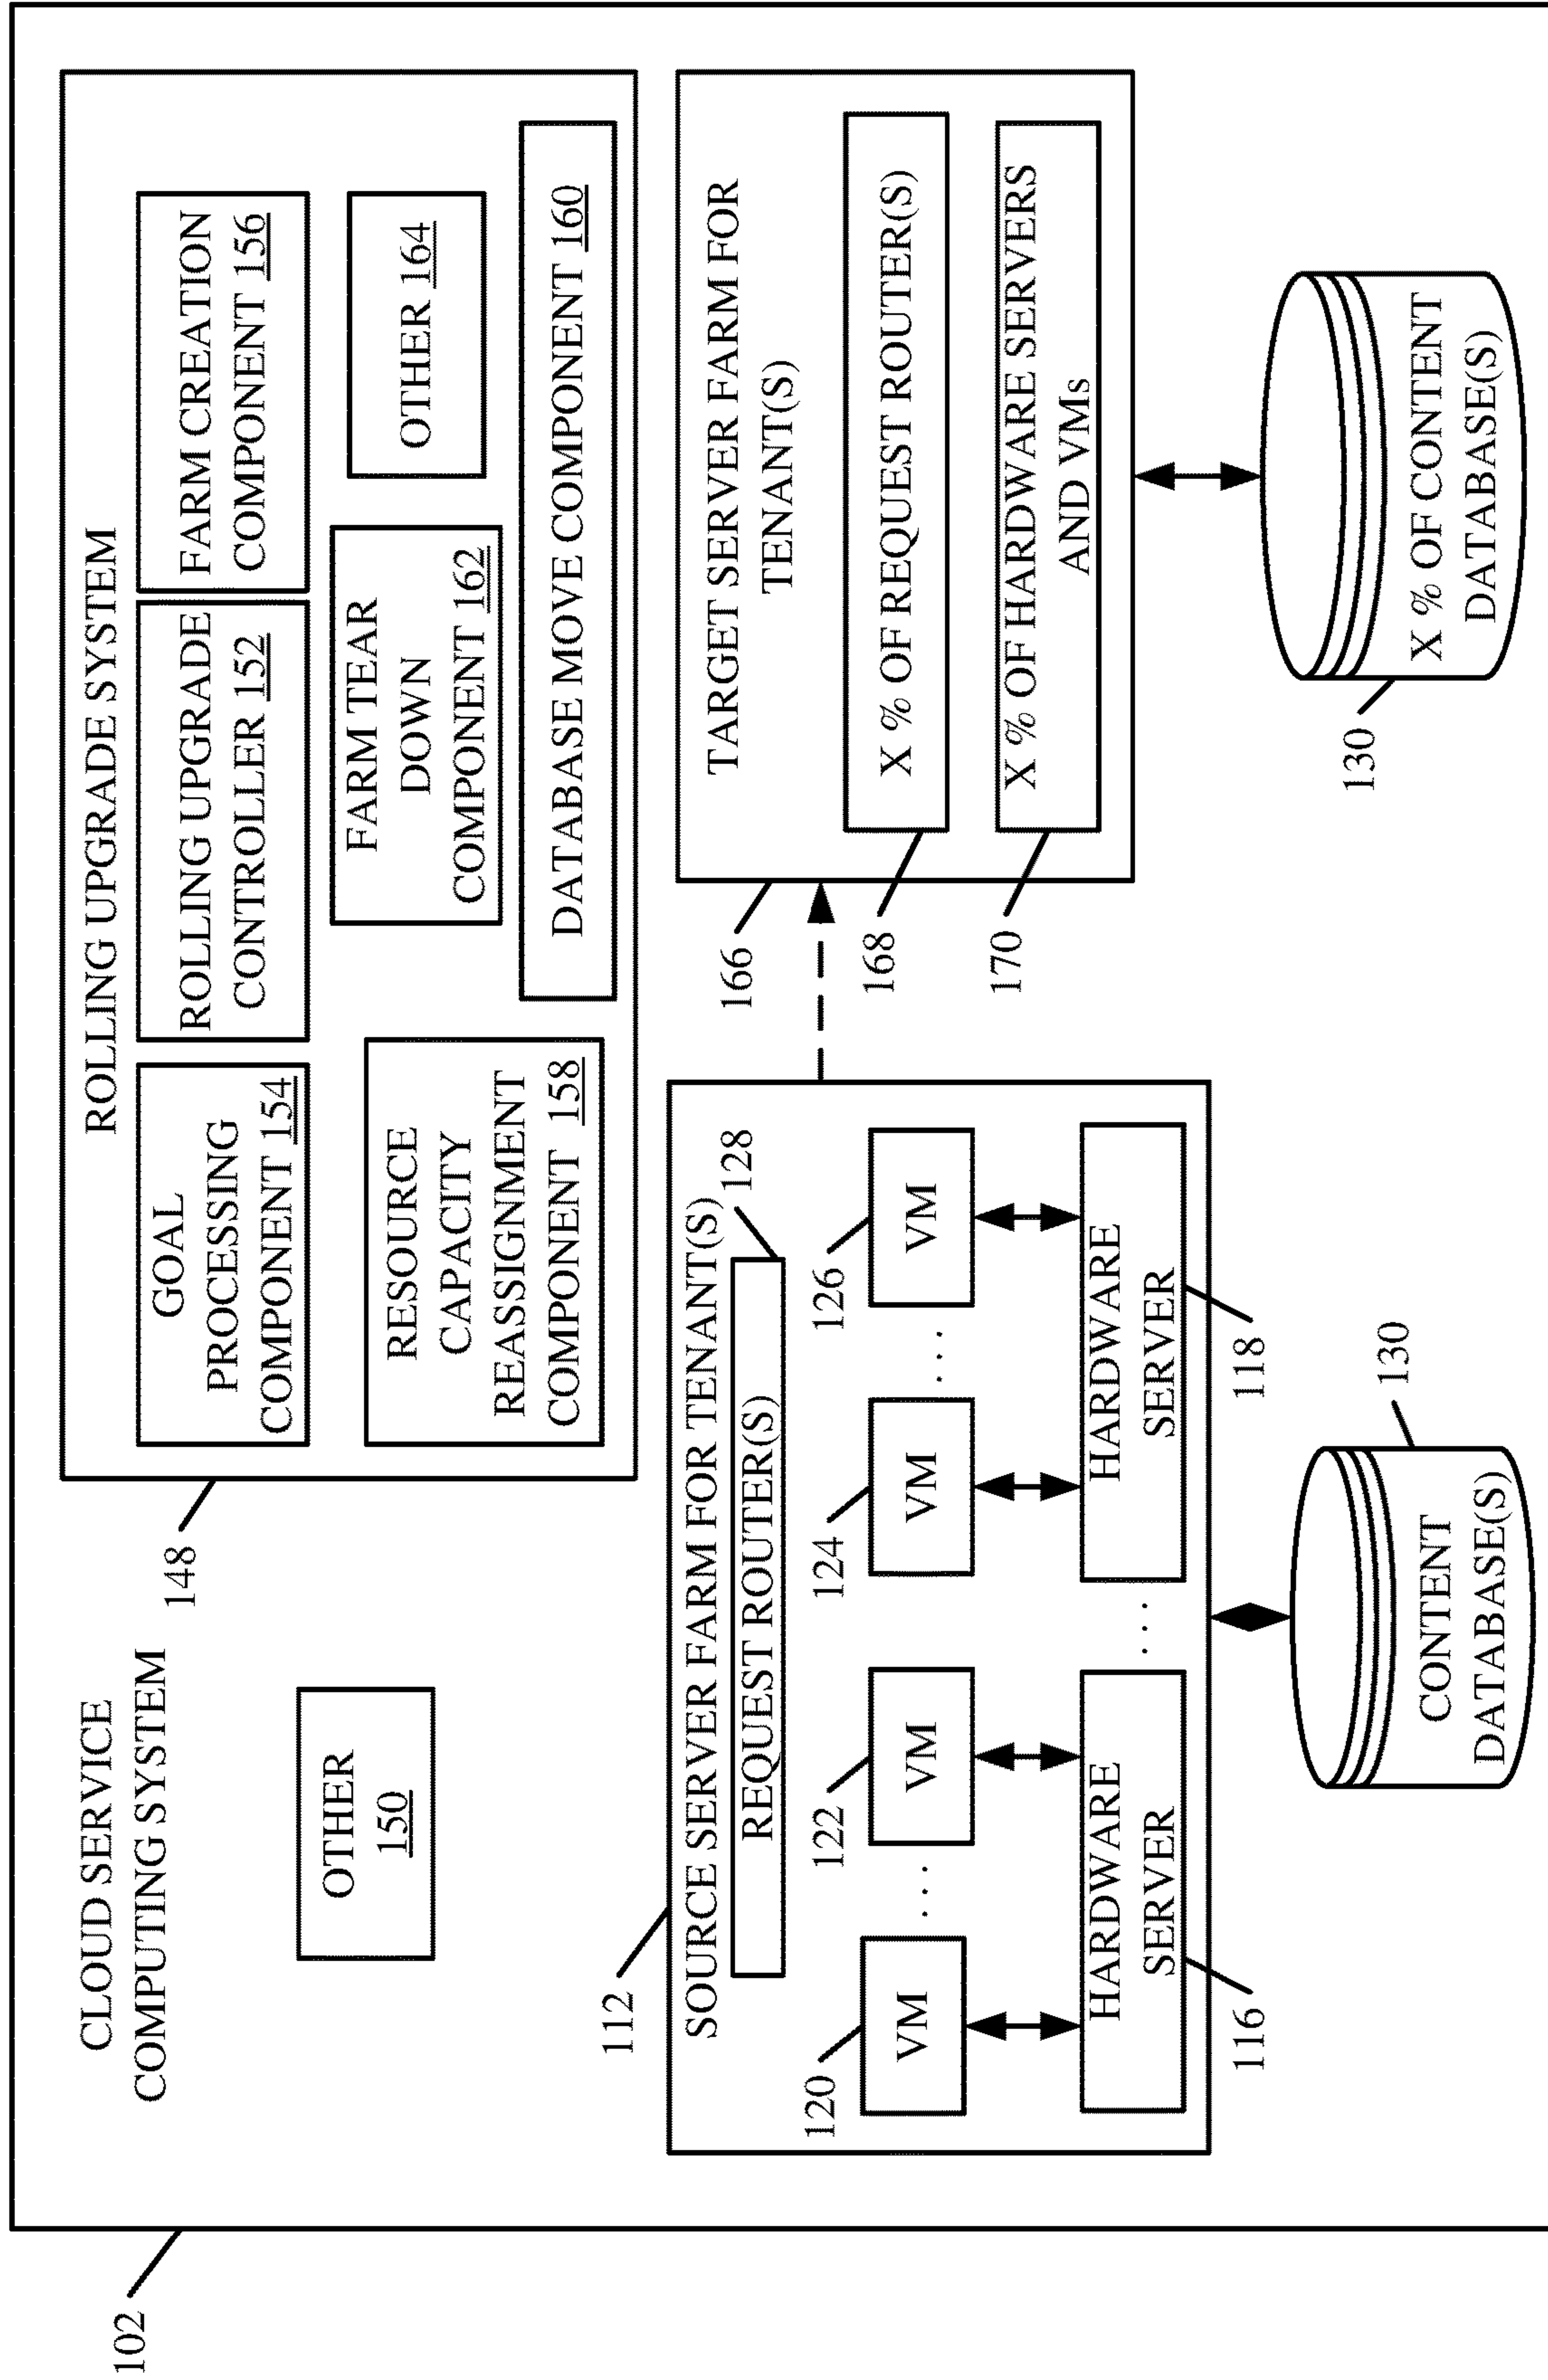 102
CLOUD SERVICE
COMPUTING SYSTEM
OTHER
150
148
ROLLING UPGRADE SYSTEM
GOAL
PROCESSING
COMPONENT 154
ROLLING UPGRADE
CONTROLLER 152
FARM CREATION
COMPONENT 156
RESOURCE
CAPACITY
REASSIGNMENT
COMPONENT 158
FARM TEAR
DOWN
COMPONENT 162
OTHER 164
DATABASE MOVE COMPONENT 160
112
SOURCE SERVER FARM FOR TENANT(S)
REQUEST ROUTER(S)
128
120
VM
. . .
122
VM
124
VM
. . .
126
VM
HARDWARE
SERVER
116
. . .
HARDWARE
SERVER
118
CONTENT
DATABASE(S)
130
166
TARGET SERVER FARM FOR
TENANT(S)
168
X % OF REQUEST ROUTER(S)
170
X % OF HARDWARE SERVERS
AND VMs
130
X % OF CONTENT
DATABASE(S)